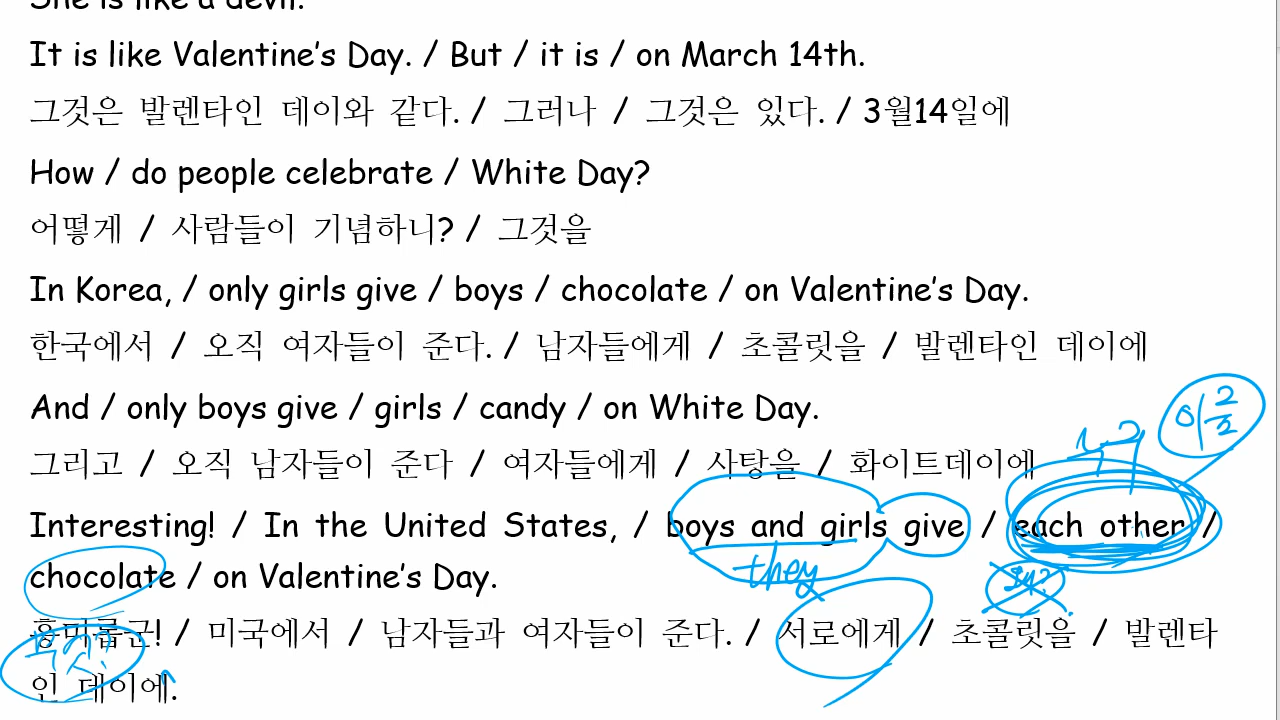 She is like a devil.
It is like Valentine's Day. / But / it is / on March 14th.
그것은 발렌타인 데이와 같다. / 그러나 / 그것은 있다. / 3월14일에
How / do people celebrate / White Day?
어떻게 / 사람들이 기념하니? / 그것을
In Korea, / only girls give / boys / chocolate / on Valentine's Day.
한국에서 / 오직 여자들이 준다. / 남자들에게 / 초콜릿을 / 발렌타인 데이에
And / only boys give / girls / candy / on White Day.
그리고 / 오직 남자들이 준다 / 여자들에게 / 사탕을 / 화이트데이에
누구
Interesting! / In the United States, / boys and girls give / each other /
they
chocolate / on Valentine's Day.
흥미롭군! / 미국에서 / 남자들과 여자들이 준다. / 서로에게 / 초콜릿을 / 발렌타
무엇?
인 데이에.